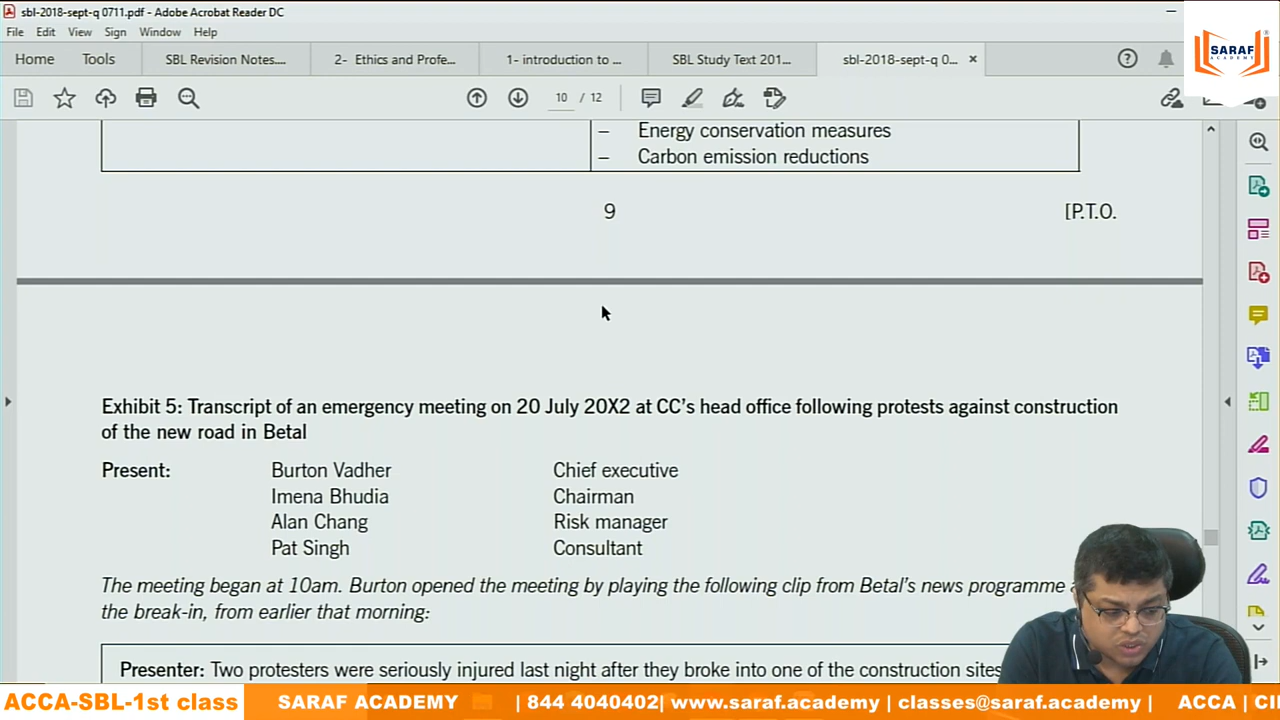 sbl-2018-sept-q 0711.pdf - Adobe Acrobat Reader DC
File Edit View Sign Window Help
Home Tools SBL Revision Notes.... 2- Ethics and Profe... 1- introduction to ... SBL Study Text 201... sbl-2018-sept-q 0... ×
10 / 12
SARAF
ACADEMY
– Energy conservation measures
– Carbon emission reductions
9 [P.T.O.
Exhibit 5: Transcript of an emergency meeting on 20 July 20X2 at CC's head office following protests against construction
of the new road in Betal
Present: Burton Vadher Chief executive
Imena Bhudia Chairman
Alan Chang Risk manager
Pat Singh Consultant
The meeting began at 10am. Burton opened the meeting by playing the following clip from Betal's news programme
the break-in, from earlier that morning:
Presenter: Two protesters were seriously injured last night after they broke into one of the construction sites
ACCA-SBL-1st class SARAF ACADEMY | 844 4040402| www.saraf.academy | classes@saraf.academy | ACCA | CI